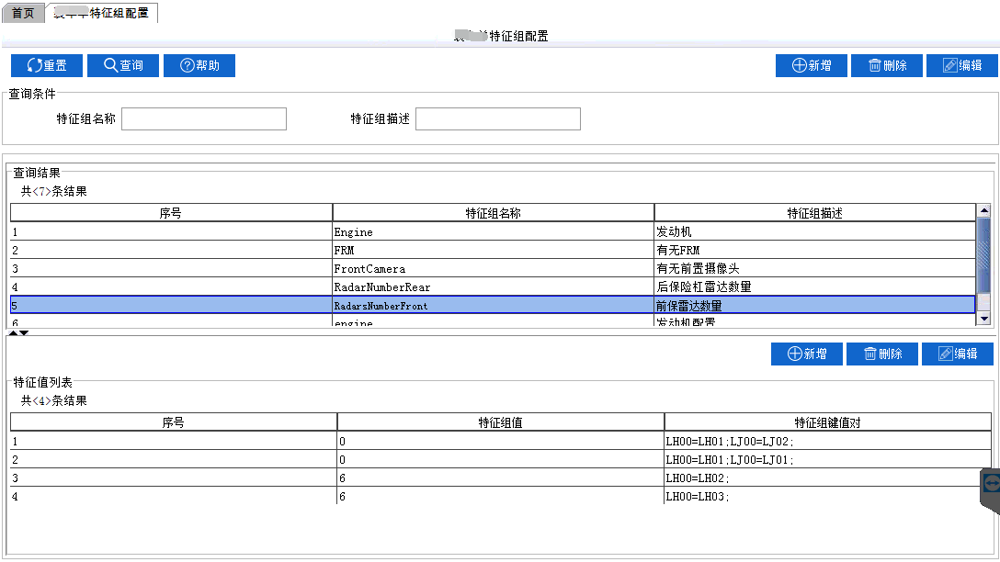 首页 特征组配置
特征组配置
重置 查询 帮助 新增 删除 编辑
查询条件
特征组名称 特征组描述
查询结果
共<7>条结果
序号 特征组名称 特征组描述
1 Engine 发动机
2 FRM 有无FRM
3 FrontCamera 有无前置摄像头
4 RadarNumberRear 后保险杠雷达数量
5 RadarsNumberFront 前保雷达数量
6 engine 发动机配置
新增 删除 编辑
特征值列表
共<4>条结果
序号 特征组值 特征组键值对
1 0 LH00=LH01;LJ00=LJ02;
2 0 LH00=LH01;LJ00=LJ01;
3 6 LH00=LH02;
4 6 LH00=LH03;